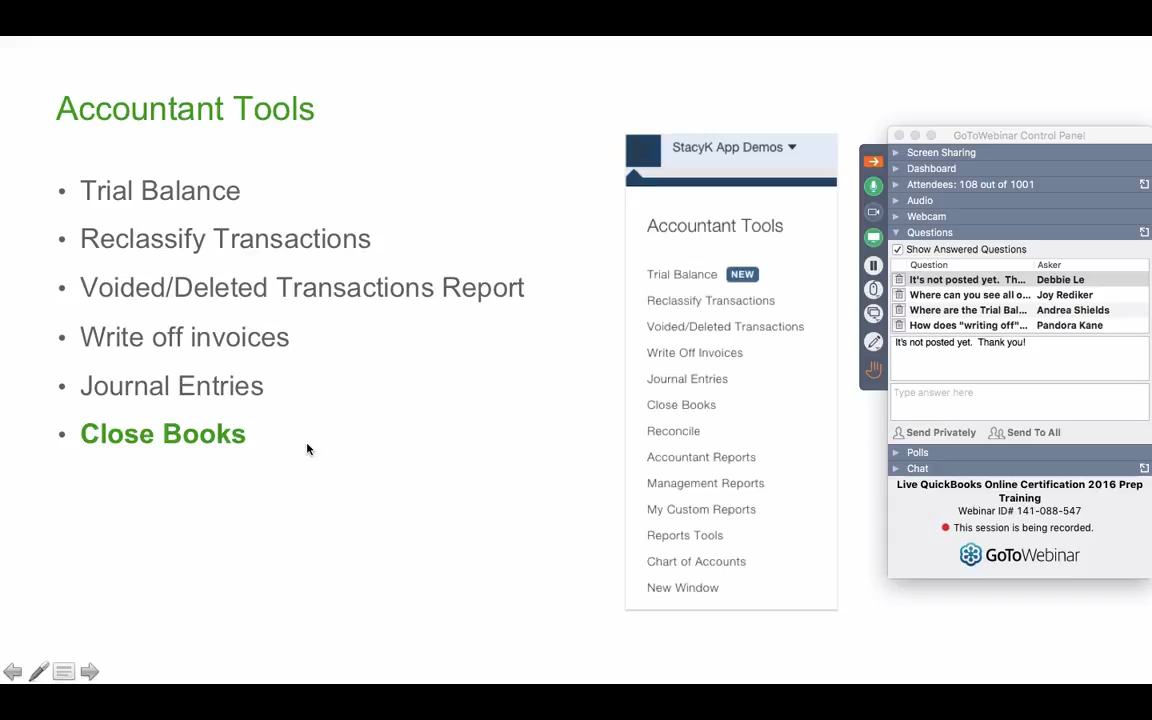 Accountant Tools
• Trial Balance
• Reclassify Transactions
• Voided/Deleted Transactions Report
• Write off invoices
• Journal Entries
• Close Books
StacyK App Demos
Accountant Tools
Trial Balance NEW
Reclassify Transactions
Voided/Deleted Transactions
Write Off Invoices
Journal Entries
Close Books
Reconcile
Accountant Reports
Management Reports
My Custom Reports
Reports Tools
Chart of Accounts
New Window
GoToWebinar Control Panel
Screen Sharing
Dashboard
Attendees: 108 out of 1001
Audio
Webcam
Questions
Show Answered Questions
Question Asker
It's not posted yet. Th... Debbie Le
Where can you see all o... Joy Rediker
Where are the Trial Bal... Andrea Shields
How does "writing off"... Pandora Kane
It's not posted yet. Thank you!
Type answer here
Send Privately Send To All
Polls
Chat
Live QuickBooks Online Certification 2016 Prep
Training
Webinar ID# 141-088-547
This session is being recorded.
GoToWebinar